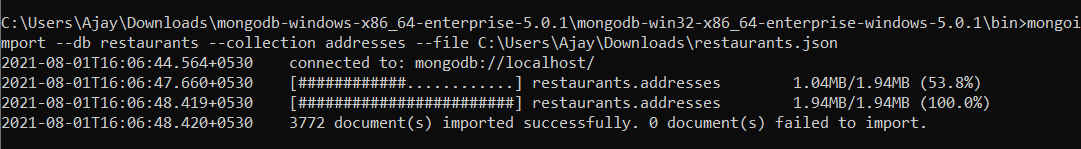 C:\Users\Ajay\Downloads\mongodb-windows-x86_64-enterprise-5.0.1\mongodb-win32-x86_64-enterprise-windows-5.0.1\bin>mongoi
mport --db restaurants --collection addresses --file C:\Users\Ajay\Downloads\restaurants.json
2021-08-01T16:06:44.564+0530    connected to: mongodb://localhost/
2021-08-01T16:06:47.660+0530    [############............] restaurants.addresses       1.04MB/1.94MB (53.8%)
2021-08-01T16:06:48.419+0530    [########################] restaurants.addresses       1.94MB/1.94MB (100.0%)
2021-08-01T16:06:48.420+0530    3772 document(s) imported successfully. 0 document(s) failed to import.